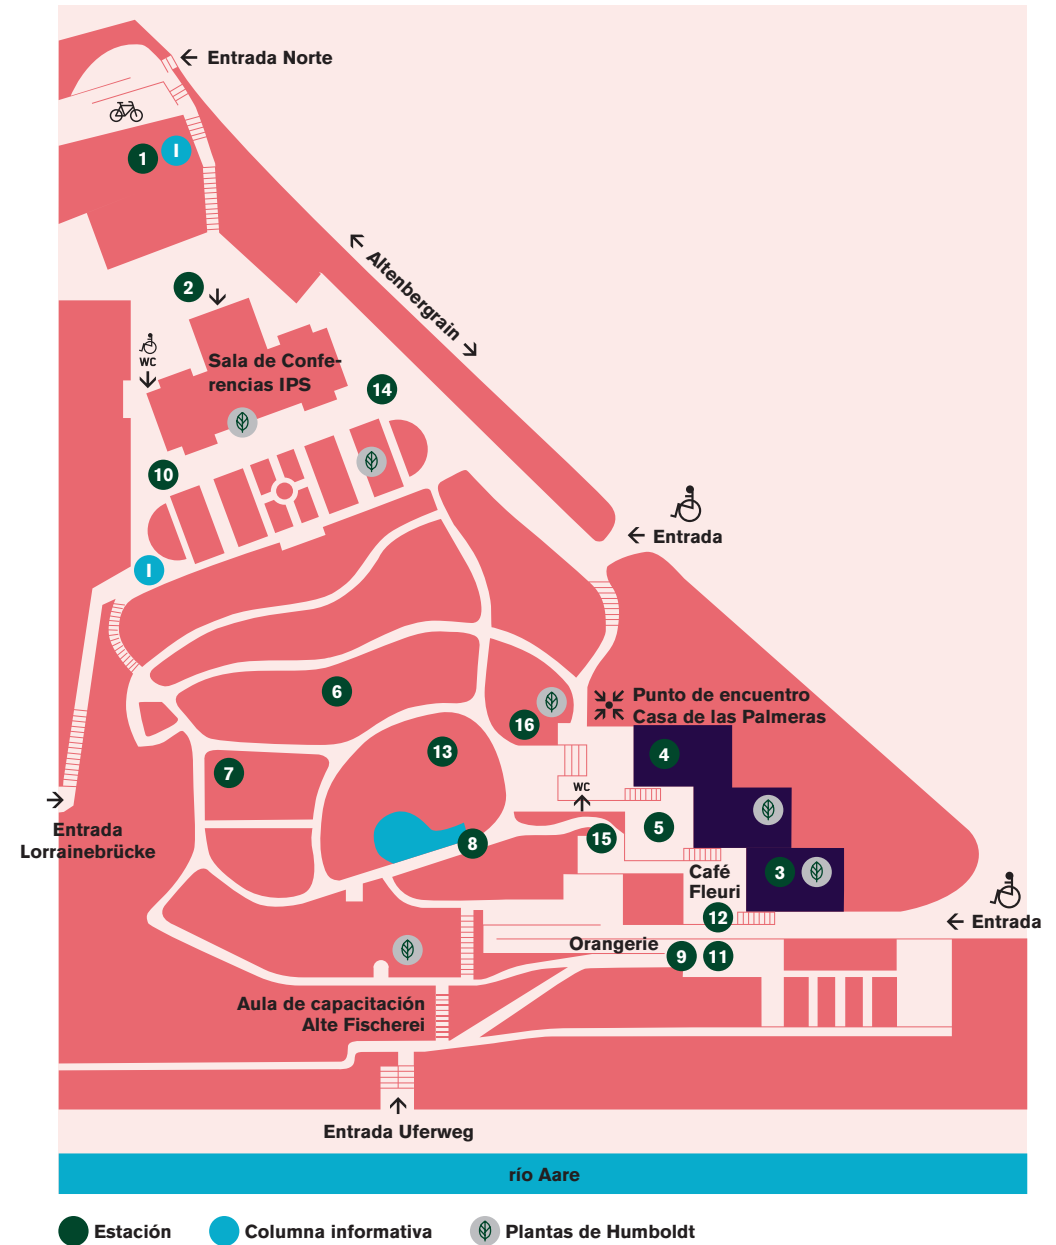 Entrada Norte
1
I
Altenbergrain
2
WC
Sala de Confe-
rencias IPS
14
10
I
Entrada
6
Punto de encuentro
Casa de las Palmeras
16
13
4
7
WC
Entrada
Lorrainebrücke
5
15
8
Café
Fleuri
3
12
Entrada
Orangerie
9
11
Aula de capacitación
Alte Fischerei
Entrada Uferweg
río Aare
Estación
Columna informativa
Plantas de Humboldt